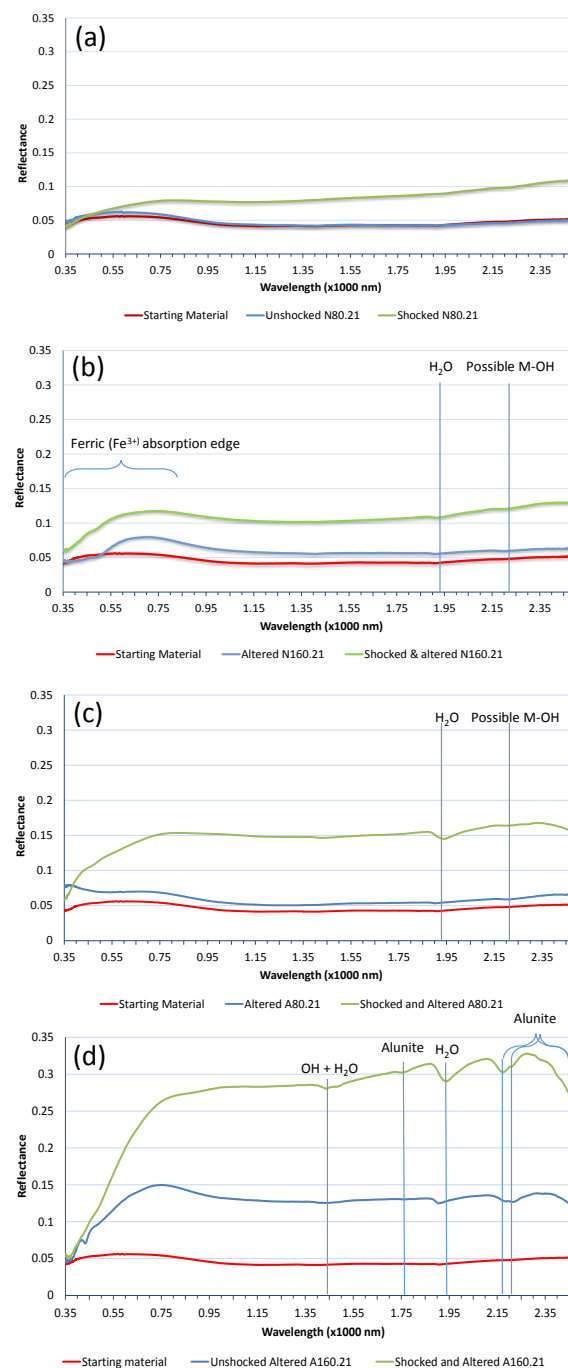 (a)
0.35
0.3
0.25
0.2
0.15
0.1
0.05
0
Reflectance
0.35 0.55 0.75 0.95 1.15 1.35 1.55 1.75 1.95 2.15 2.35
Wavelength (x1000 nm)
Starting Material Unshocked N80.21 Shocked N80.21
(b)
H₂O Possible M-OH
Ferric (Fe³⁺) absorption edge
0.35
0.3
0.25
0.2
0.15
0.1
0.05
0
Reflectance
0.35 0.55 0.75 0.95 1.15 1.35 1.55 1.75 1.95 2.15 2.35
Wavelength (x1000 nm)
Starting Material Altered N160.21 Shocked & altered N160.21
(c)
H₂O Possible M-OH
0.35
0.3
0.25
0.2
0.15
0.1
0.05
0
Reflectance
0.35 0.55 0.75 0.95 1.15 1.35 1.55 1.75 1.95 2.15 2.35
Wavelength (x1000 nm)
Starting Material Altered A80.21 Shocked and Altered A80.21
(d)
Alunite
Alunite H₂O
OH + H₂O
0.35
0.3
0.25
0.2
0.15
0.1
0.05
0
Reflectance
0.35 0.55 0.75 0.95 1.15 1.35 1.55 1.75 1.95 2.15 2.35
Wavelength (x1000 nm)
Starting material Unshocked Altered A160.21 Shocked and Altered A160.21